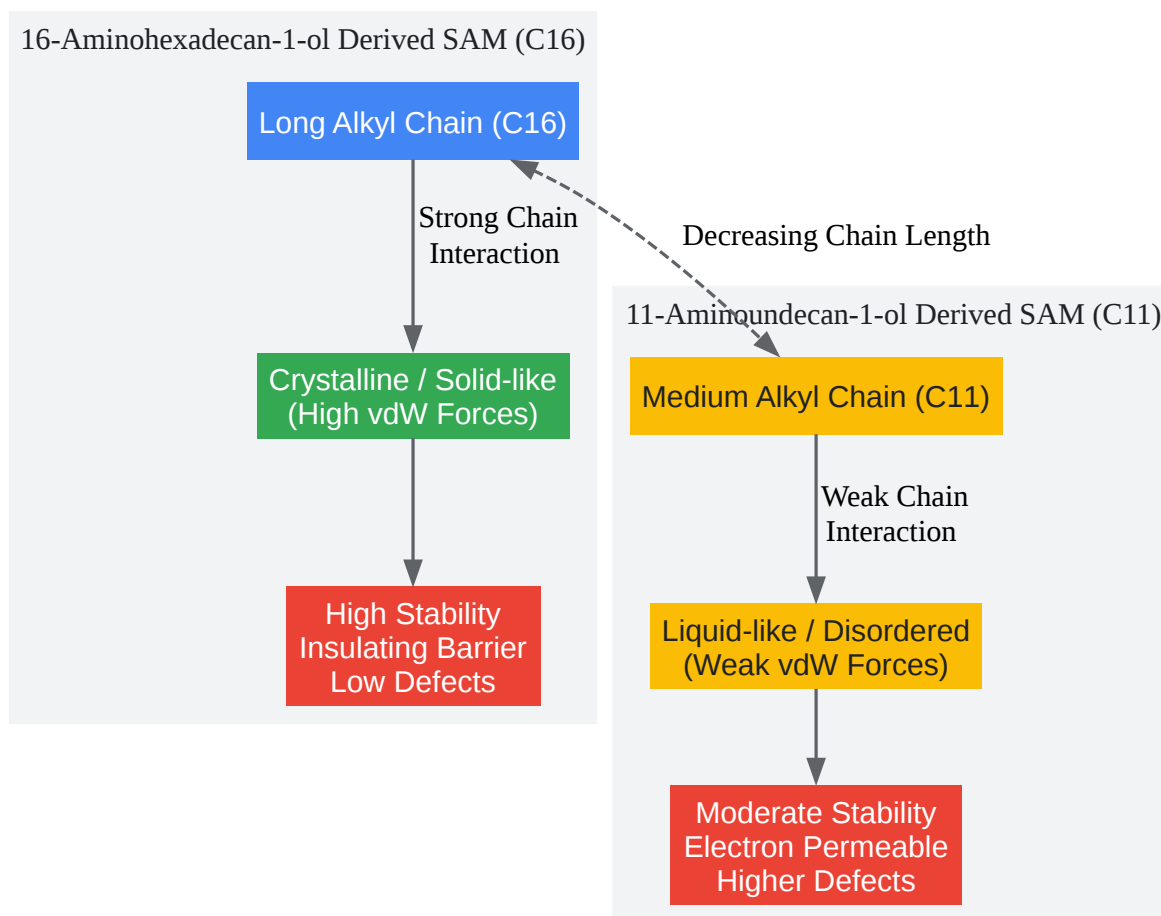 16-Aminohexadecan-1-ol Derived SAM (C16)
Long Alkyl Chain (C16)
Strong Chain
Interaction
Crystalline / Solid-like
(High vdW Forces)
High Stability
Insulating Barrier
Low Defects
Decreasing Chain Length
11-Aminoundecan-1-ol Derived SAM (C11)
Medium Alkyl Chain (C11)
Weak Chain
Interaction
Liquid-like / Disordered
(Weak vdW Forces)
Moderate Stability
Electron Permeable
Higher Defects